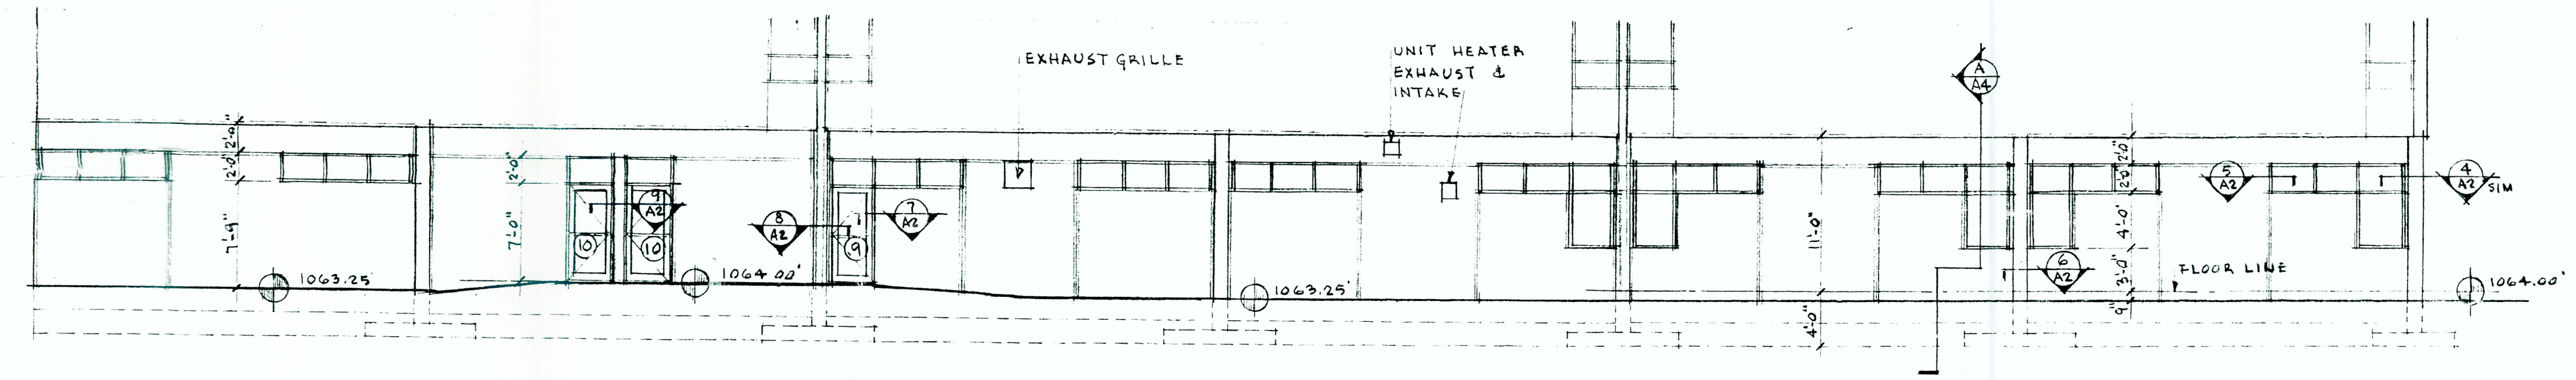 EXHAUST GRILLE
UNIT HEATER
EXHAUST &
INTAKE
A
A4
2'-0"
2'-0"
7'-9"
2'-0"
7'-0"
9
A2
10
10
8
A2
9
7
A2
11'-0"
4'-0"
2'-0"
2'-0"
4'-0"
3'-0"
9"
5
A2
4
A2
SIM
6
A2
FLOOR LINE
1063.25'
1064.00'
1063.25'
1064.00'